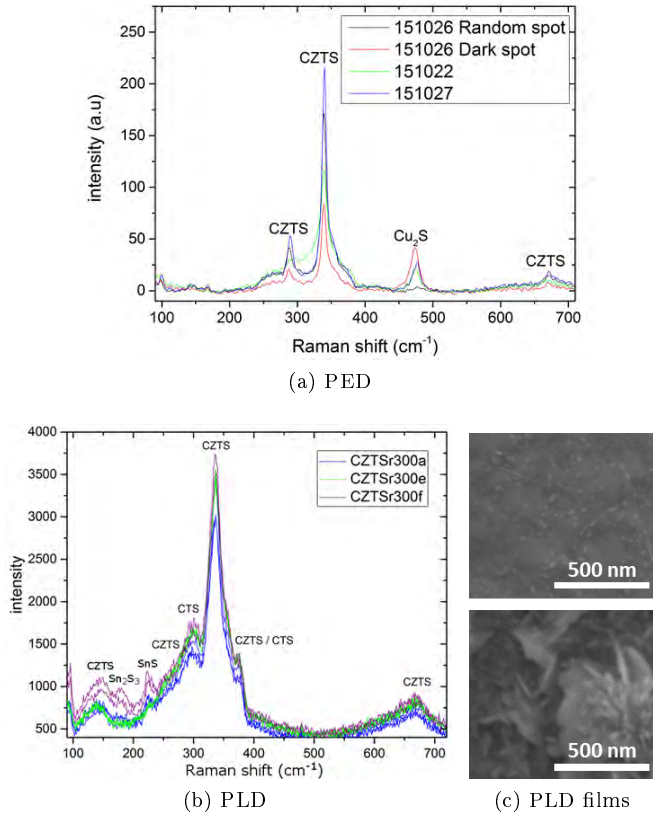 250
200
150
100
50
0
intensity (a.u)
151026 Random spot
151026 Dark spot
151022
151027
CZTS
CZTS
Cu2S
CZTS
100 200 300 400 500 600 700
Raman shift (cm-1)
(a) PED
4000
3500
3000
2500
2000
1500
1000
500
intensity
CZTS
CZTSr300a
CZTSr300e
CZTSr300f
CTS
CZTS
CZTS / CTS
CZTS
Sn2S3
SnS
CZTS
100 200 300 400 500 600 700
Raman shift (cm-1)
(b) PLD
500 nm
500 nm
(c) PLD films